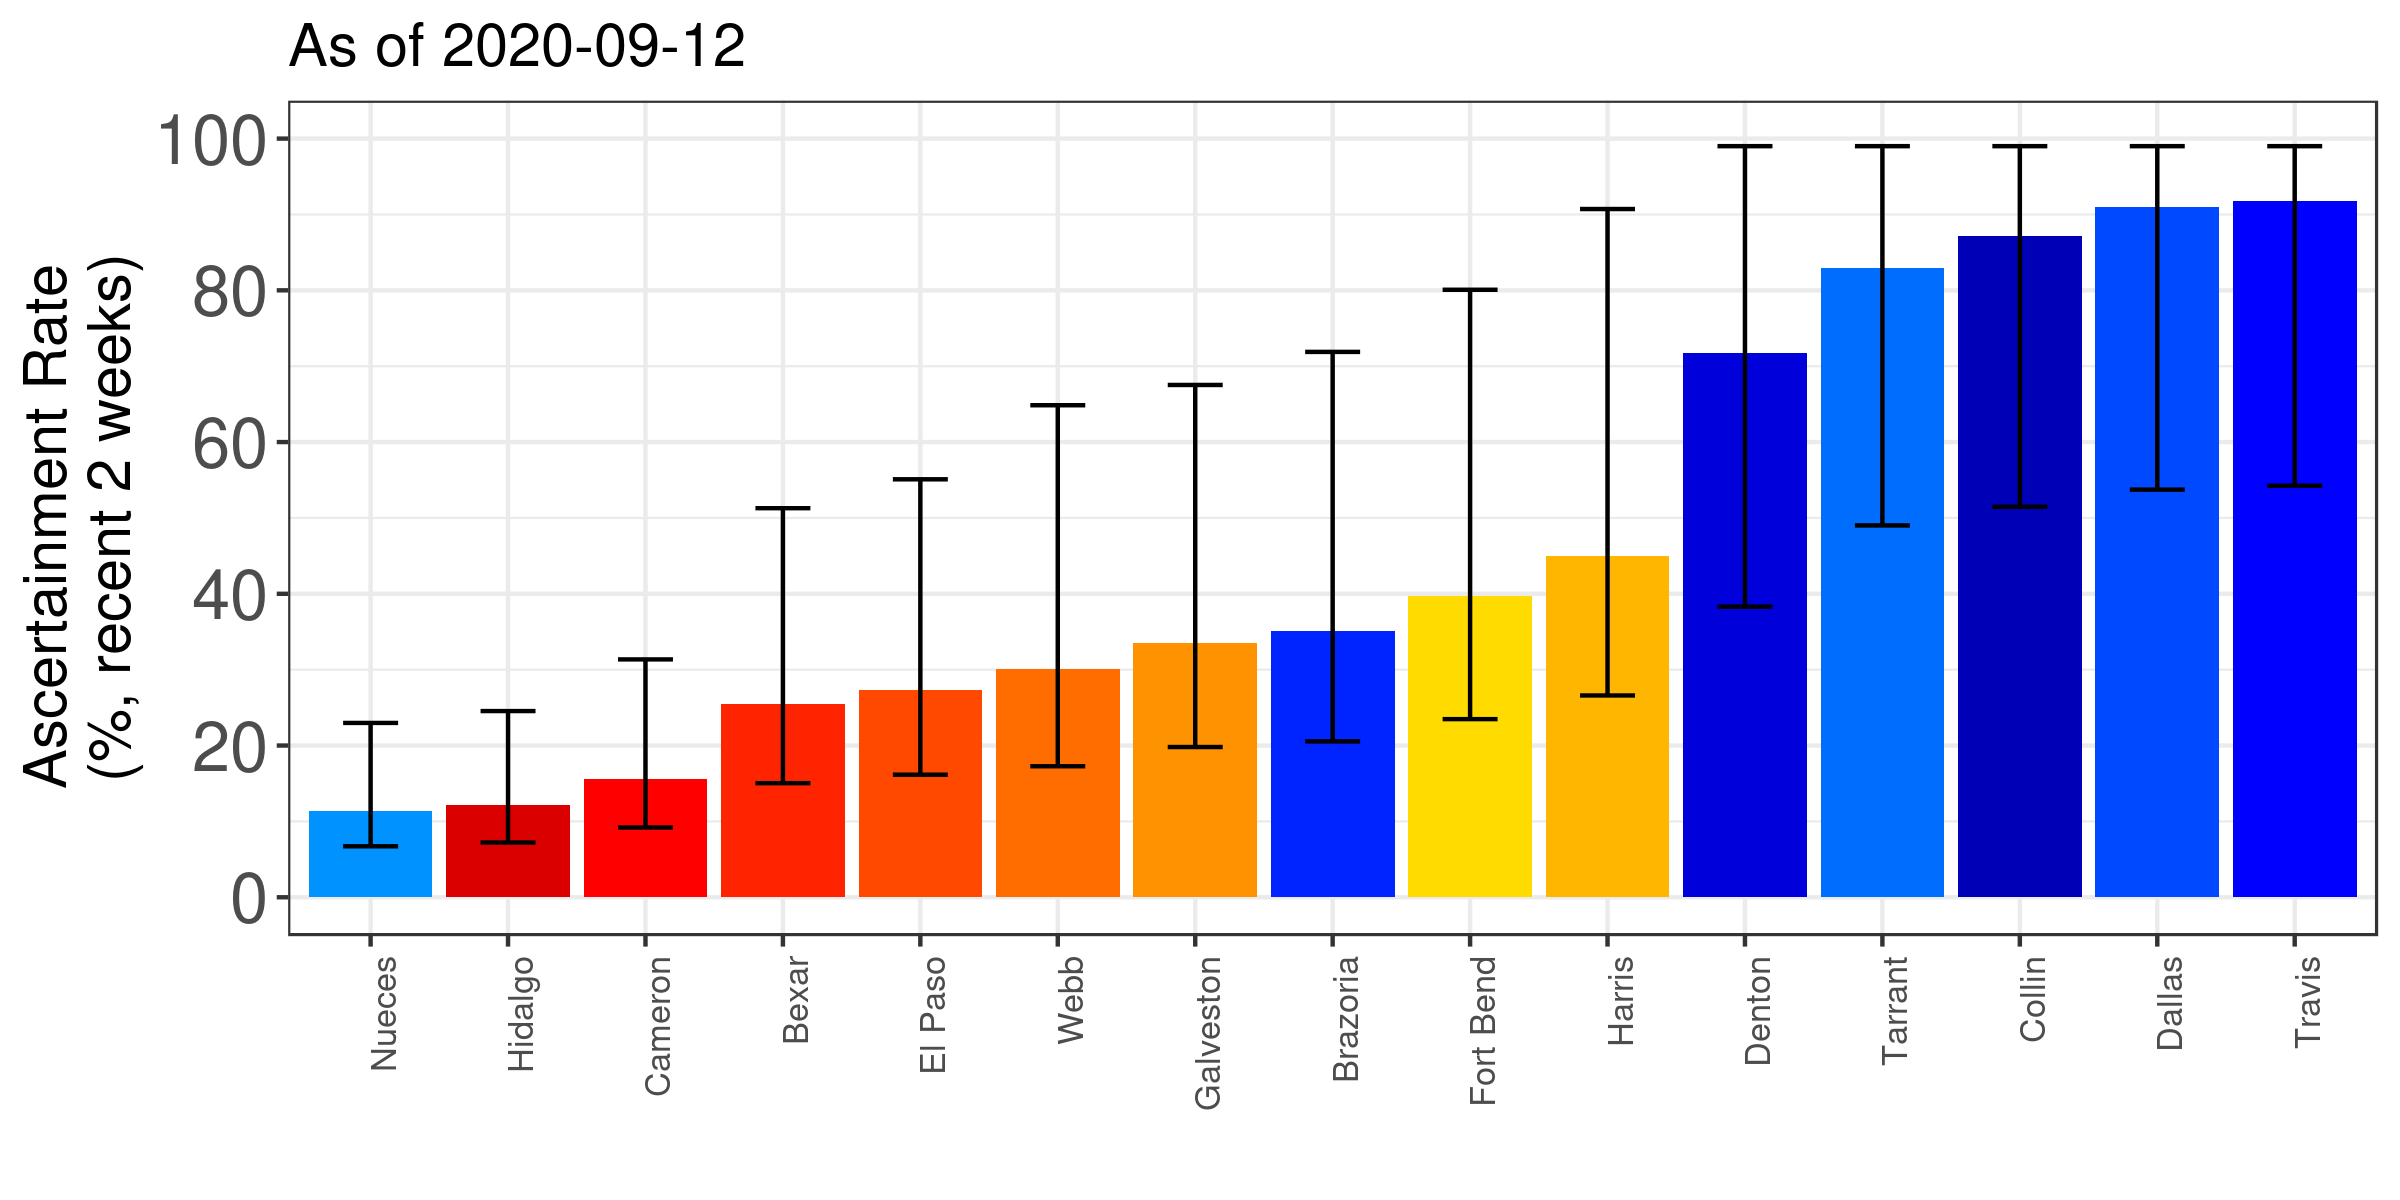 As of 2020-09-12
Ascertainment Rate
(%, recent 2 weeks)
100
80
60
40
20
0
Nueces
Hidalgo
Cameron
Bexar
El Paso
Webb
Galveston
Brazoria
Fort Bend
Harris
Denton
Tarrant
Collin
Dallas
Travis